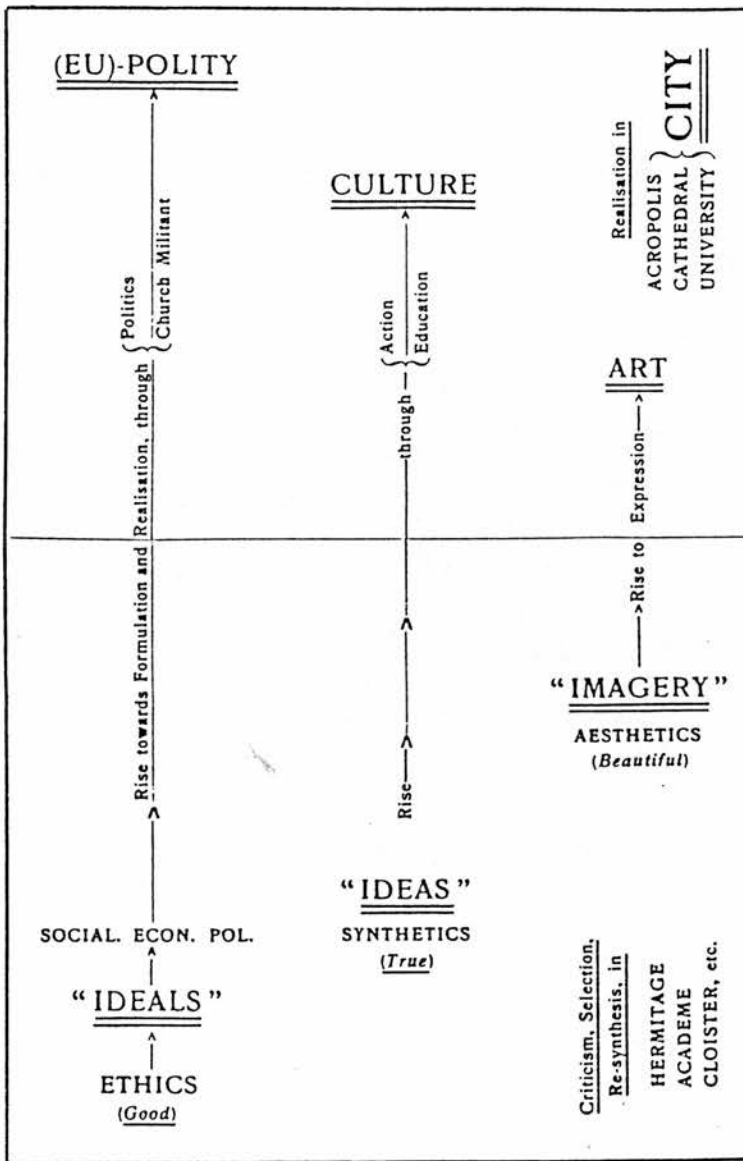 (EU)-POLITY
Politics
Church Militant
Rise towards Formulation and Realisation, through
SOCIAL. ECON. POL.
“IDEALS”
ETHICS
(Good)
CULTURE
Action
Education
through
Rise
“IDEAS”
SYNTHETICS
(True)
Realisation in
ACROPOLIS
CATHEDRAL
UNIVERSITY
CITY
ART
Rise to Expression
“IMAGERY”
AESTHETICS
(Beautiful)
Criticism, Selection,
Re-synthesis, in
HERMITAGE
ACADEME
CLOISTER, etc.